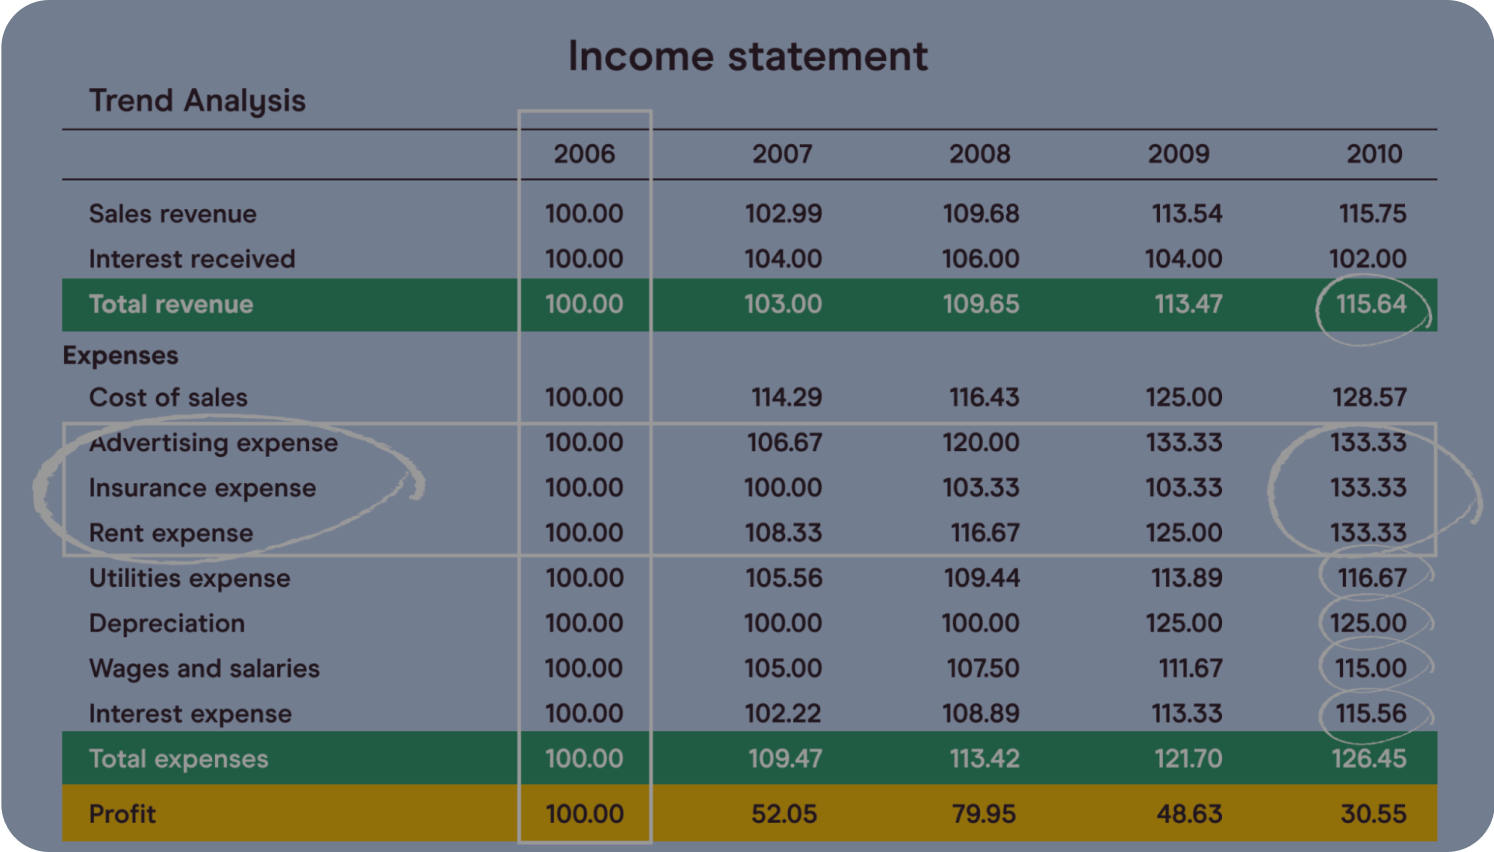 Income statement
Trend Analysis
2006 2007 2008 2009 2010
Sales revenue 100.00 102.99 109.68 113.54 115.75
Interest received 100.00 104.00 106.00 104.00 102.00
Total revenue 100.00 103.00 109.65 113.47 115.64
Expenses
Cost of sales 100.00 114.29 116.43 125.00 128.57
Advertising expense 100.00 106.67 120.00 133.33 133.33
Insurance expense 100.00 100.00 103.33 103.33 133.33
Rent expense 100.00 108.33 116.67 125.00 133.33
Utilities expense 100.00 105.56 109.44 113.89 116.67
Depreciation 100.00 100.00 100.00 125.00 125.00
Wages and salaries 100.00 105.00 107.50 111.67 115.00
Interest expense 100.00 102.22 108.89 113.33 115.56
Total expenses 100.00 109.47 113.42 121.70 126.45
Profit 100.00 52.05 79.95 48.63 30.55